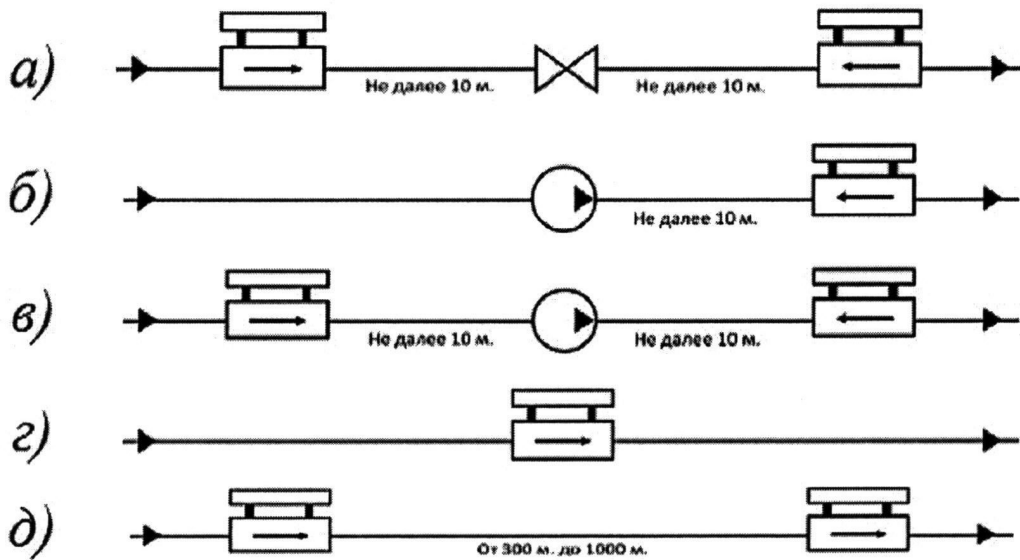 а)
Не далее 10 м. Не далее 10 м.
б)
Не далее 10 м.
в)
Не далее 10 м. Не далее 10 м.
г)
д)
От 300 м. до 1000 м.